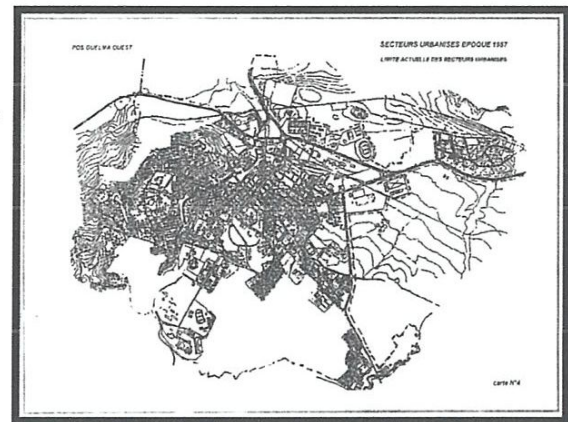 POS GUELMA OUEST
SECTEURS URBANISES EPOQUE 1987
LIMITE ACTUELLE DES SECTEURS URBANISES
carte N°4